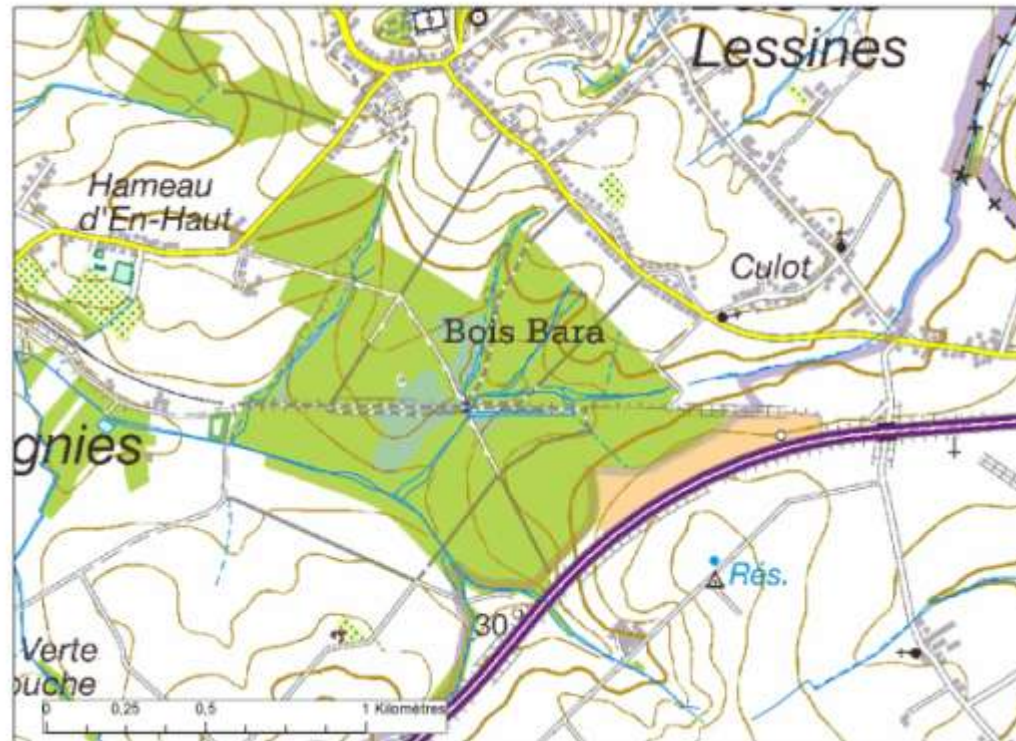 Lessines
Hameau
d'En-Haut
Culot
Bois Bara
gnies
Rés.
30
Verte
ouche
0 0,25 0,5 1 Kilomètres